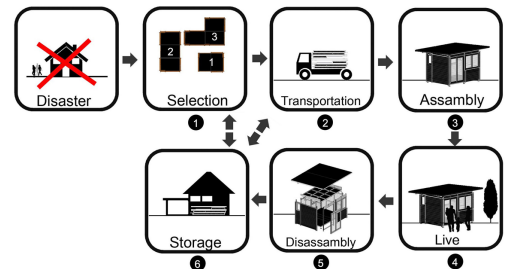 2
3
1
Disaster
Selection
Transportation
Assambly
1
2
3
Storage
Disassambly
Live
6
5
4